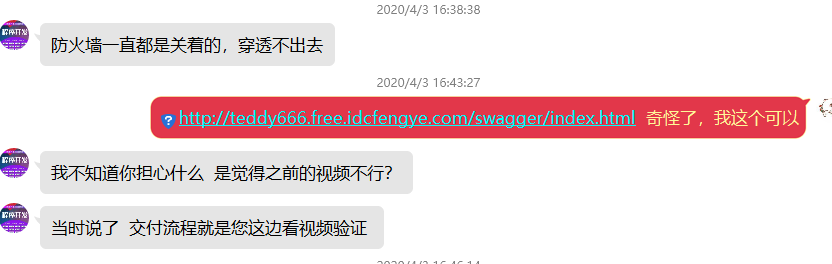 2020/4/3 16:38:38
防火墙一直都是关着的，穿透不出去
2020/4/3 16:43:27
http://teddy666.free.idcfengye.com/swagger/index.html 奇怪了，我这个可以
我不知道你担心什么 是觉得之前的视频不行？
当时说了 交付流程就是您这边看视频验证